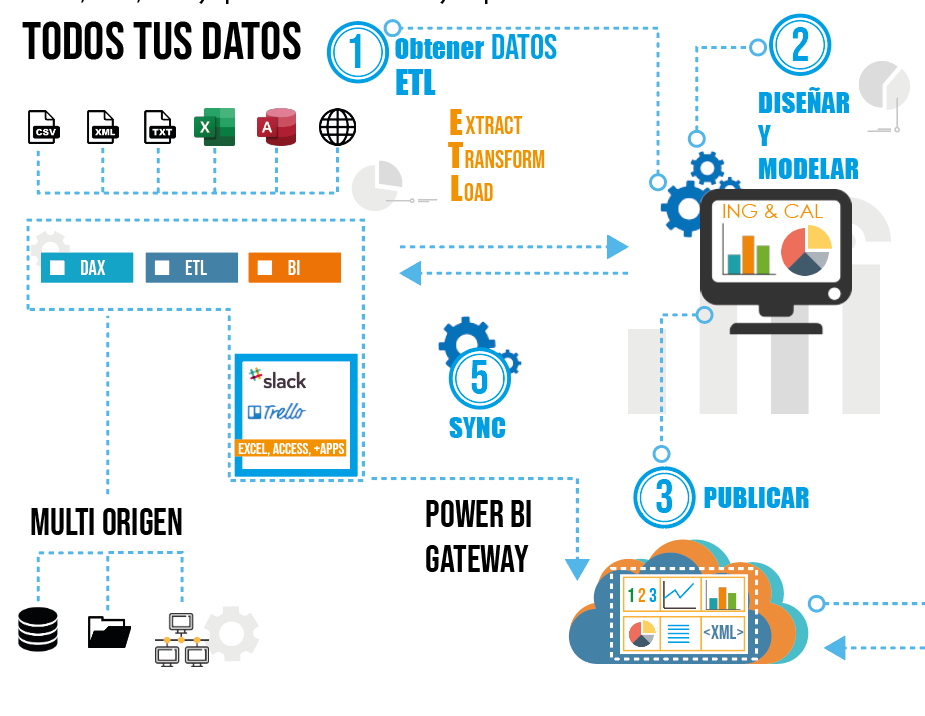 TODOS TUS DATOS
1
Obtener DATOS
ETL
2
DISEÑAR
Y
MODELAR
CSV
XML
TXT
X
A
EXTRACT
TRANSFORM
LOAD
ING & CAL
DAX
ETL
BI
slack
Trello
EXCEL, ACCESS, +APPS
5
SYNC
3
PUBLICAR
MULTI ORIGEN
POWER BI
GATEWAY
1 2 3
<XML>